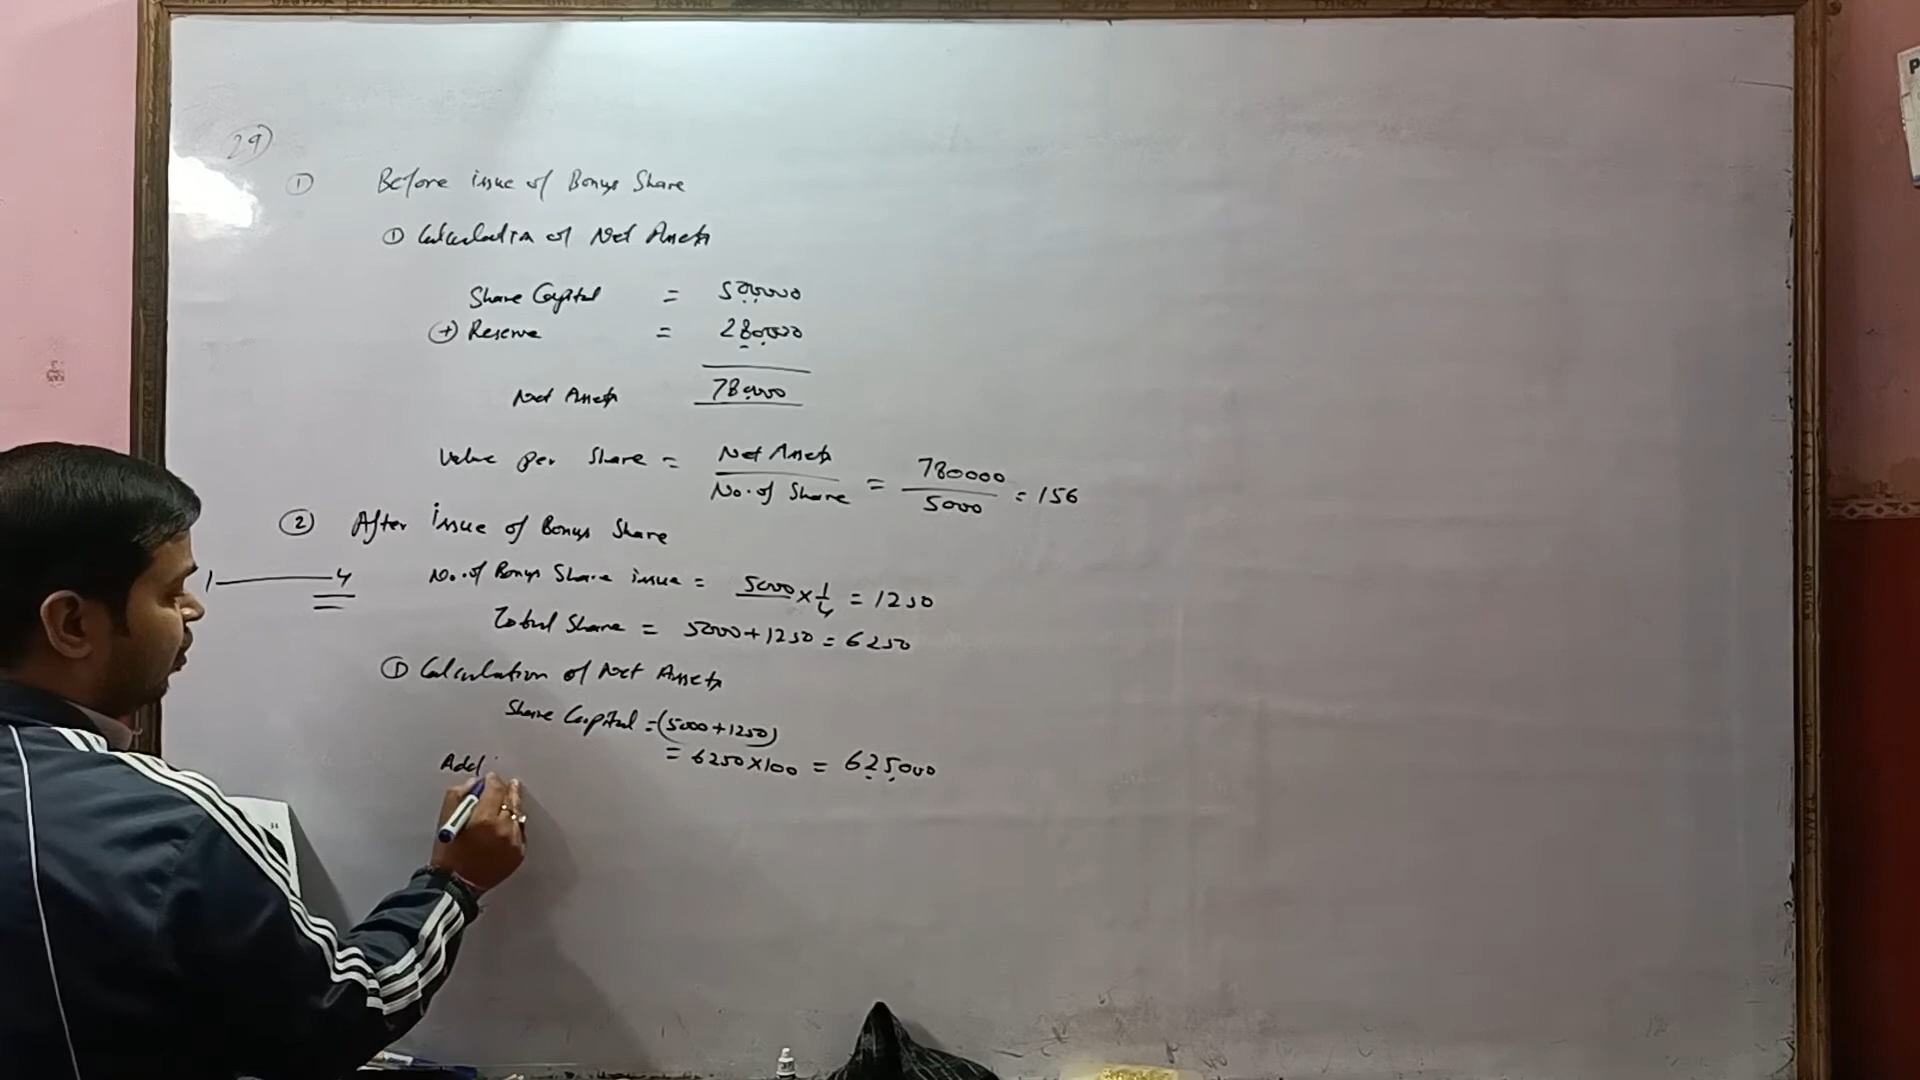 29)
① Before issue of Bonus Share
① Calculation of Net Assets
Share Capital = 500000
(+) Reserve = 280000
Net Assets 780000
Value per Share = Net Assets / No. of Share = 780000 / 5000 = 156
② After issue of Bonus Share
1 — 4
No. of Bonus Share issue = 5000 × 1/4 = 1250
Total Share = 5000 + 1250 = 6250
① Calculation of Net Assets
Share Capital = (5000 + 1250)
= 6250 × 100 = 625000
Add